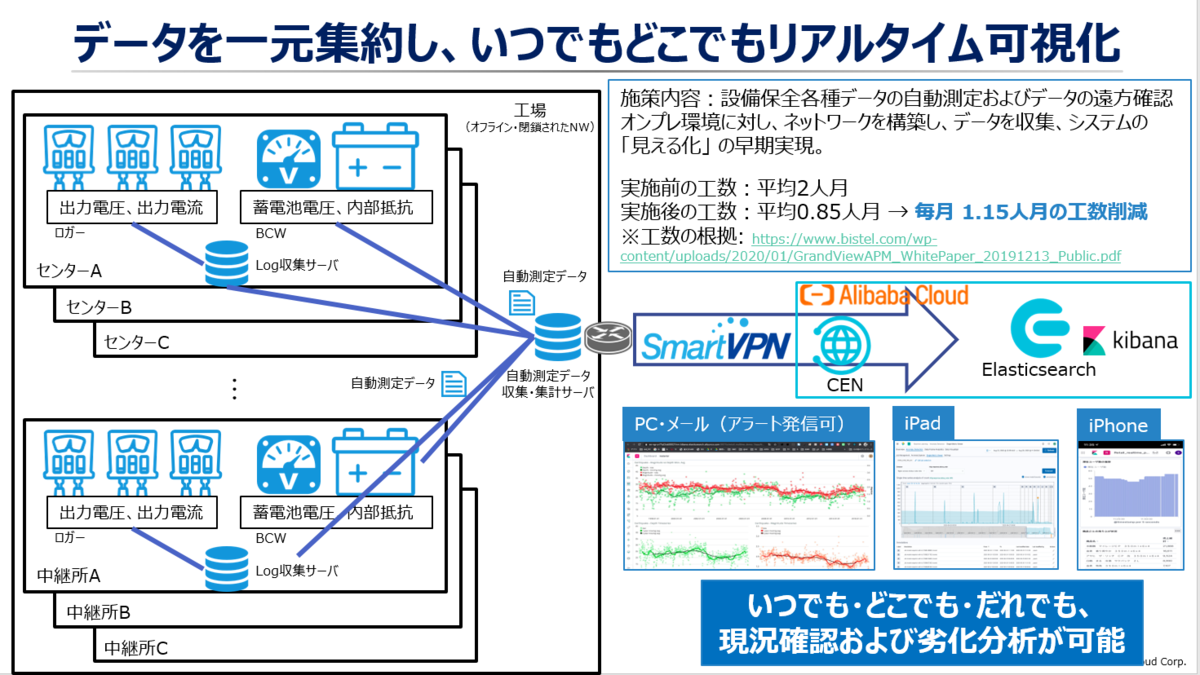 データを一元集約し、いつでもどこでもリアルタイム可視化
工場
（オフライン・閉鎖されたNW）
出力電圧、出力電流
ロガー
V
蓄電池電圧、内部抵抗
BCW
Log収集サーバ
センターA
センターB
センターC
自動測定データ
自動測定データ
収集・集計サーバ
自動測定データ
出力電圧、出力電流
ロガー
V
蓄電池電圧、内部抵抗
BCW
Log収集サーバ
中継所A
中継所B
中継所C
施策内容：設備保全各種データの自動測定およびデータの遠方確認
オンプレ環境に対し、ネットワークを構築し、データを収集、システムの
「見える化」の早期実現。
実施前の工数：平均2人月
実施後の工数：平均0.85人月 → 毎月 1.15人月の工数削減
※工数の根拠: https://www.bistel.com/wp-
content/uploads/2020/01/GrandViewAPM_WhitePaper_20191213_Public.pdf
SmartVPN
Alibaba Cloud
CEN
Elasticsearch
kibana
PC・メール（アラート発信可）
iPad
iPhone
いつでも・どこでも・だれでも、
現況確認および劣化分析が可能
oud Corp.